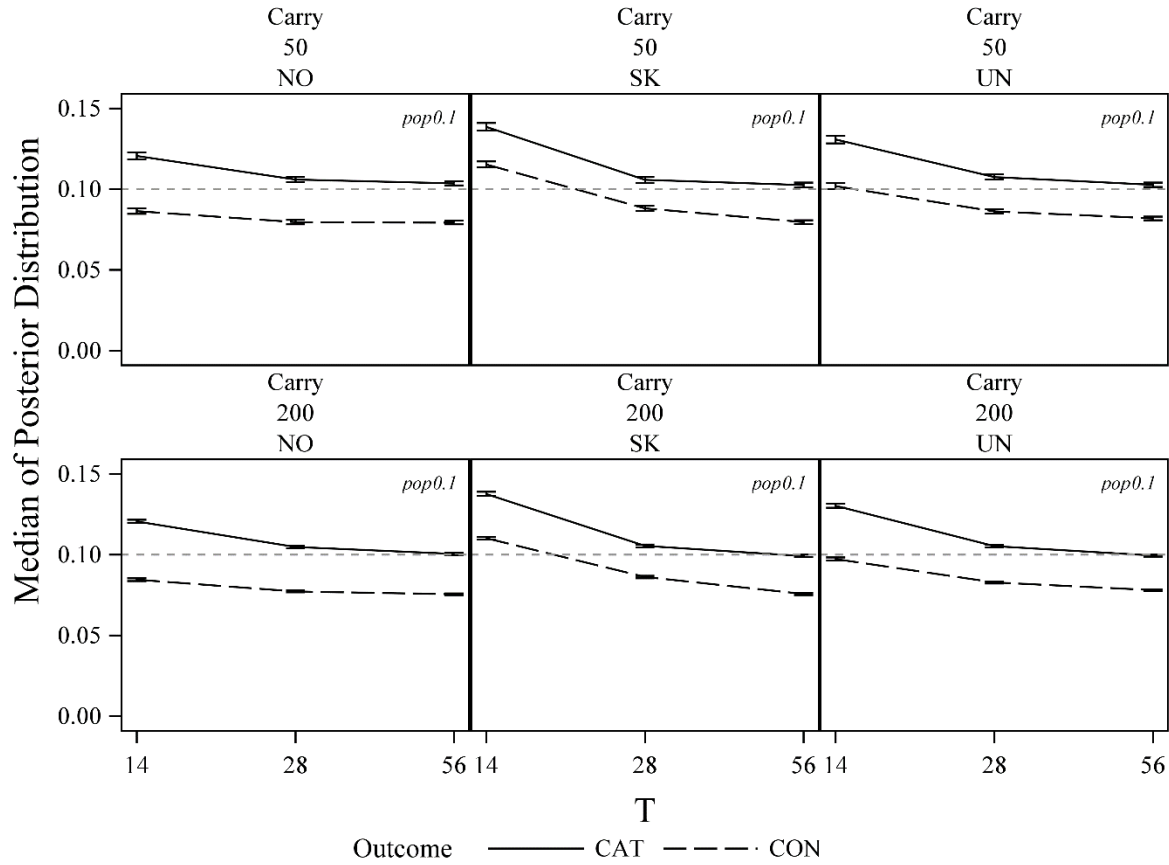 Carry
50
NO
Carry
50
SK
Carry
50
UN
0.15
0.10
0.05
0.00
pop0.1
pop0.1
pop0.1
Median of Posterior Distribution
Carry
200
NO
Carry
200
SK
Carry
200
UN
0.15
0.10
0.05
0.00
pop0.1
pop0.1
pop0.1
14 28 56 14 28 56 14 28 56
T
Outcome CAT CON